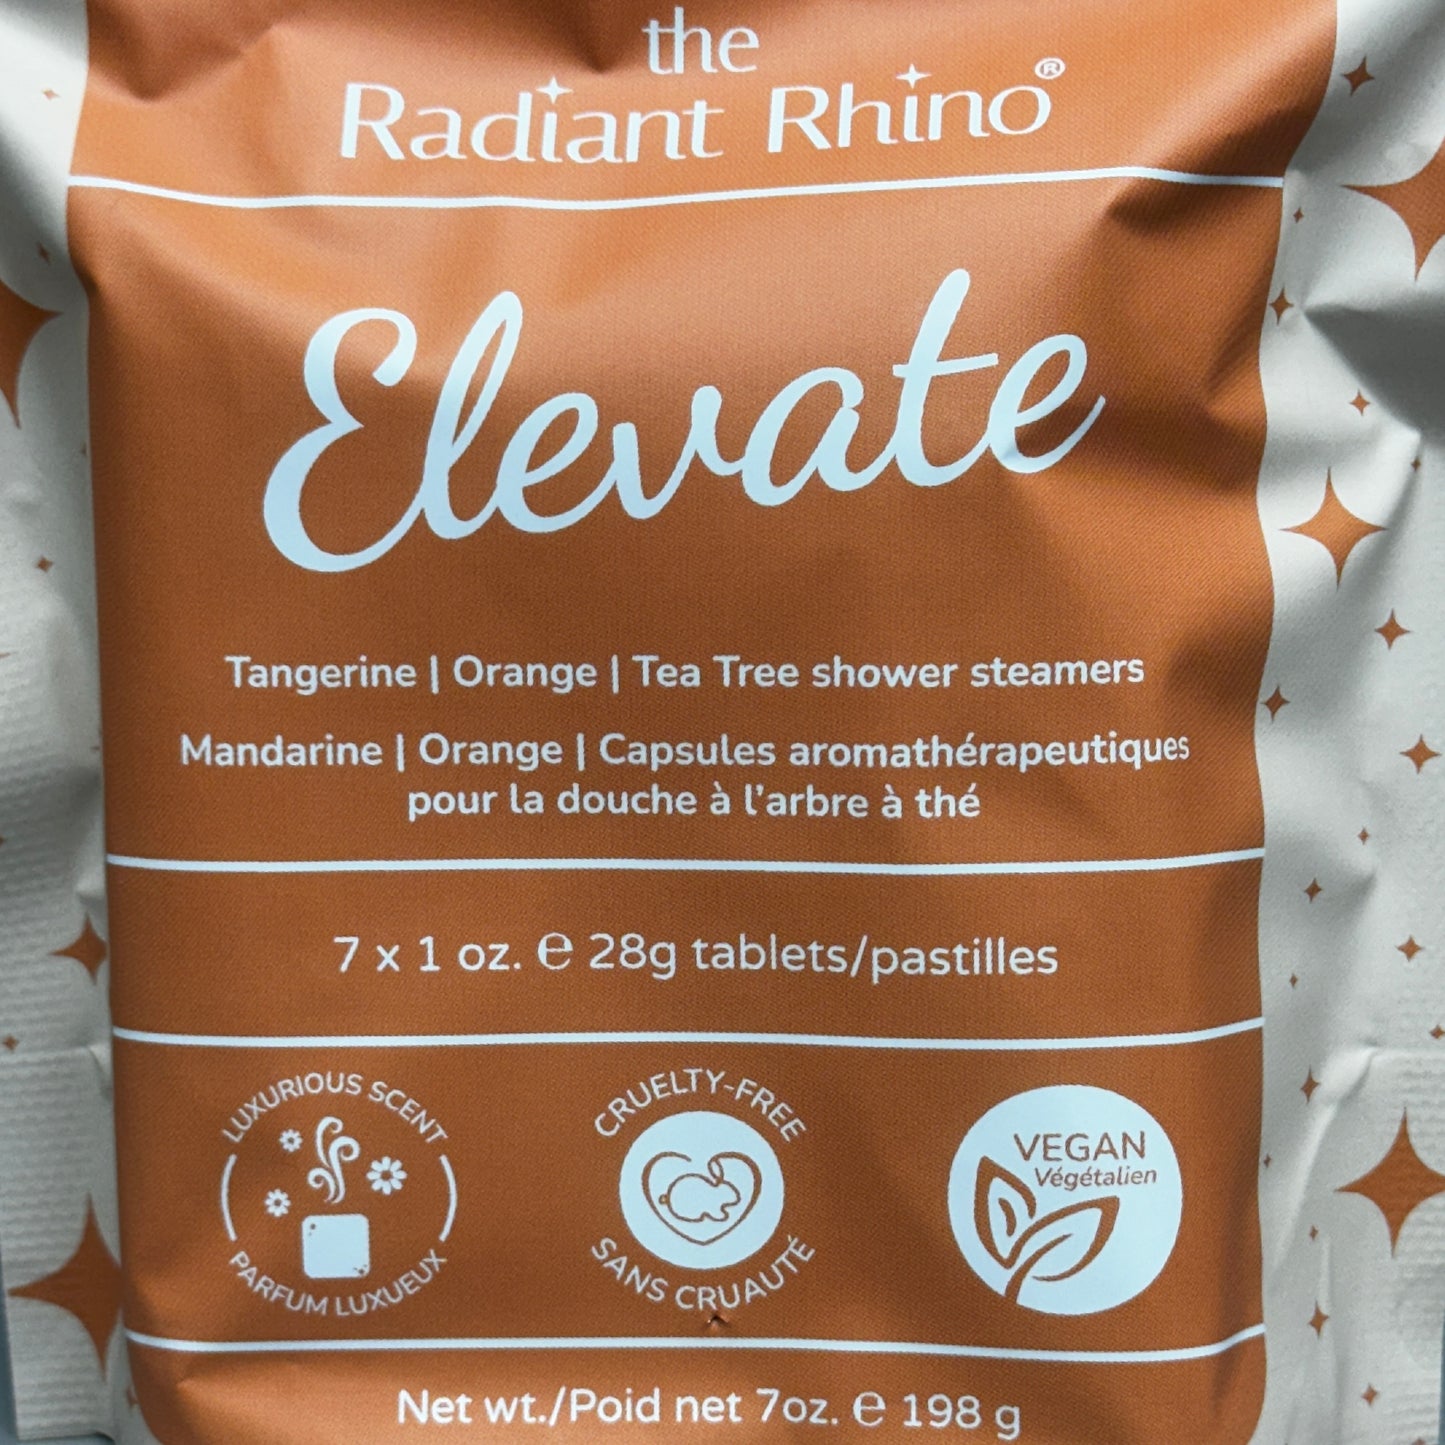 the
Radiant Rhino®
Elevate
Tangerine | Orange | Tea Tree shower steamers
Mandarine | Orange | Capsules aromathérapeutiques
pour la douche à l'arbre à thé
7 x 1 oz. ℮ 28g tablets/pastilles
LUXURIOUS SCENT
PARFUM LUXUEUX
CRUELTY-FREE
SANS CRUAUTÉ
VEGAN
Végétalien
Net wt./Poid net 7oz. ℮ 198 g